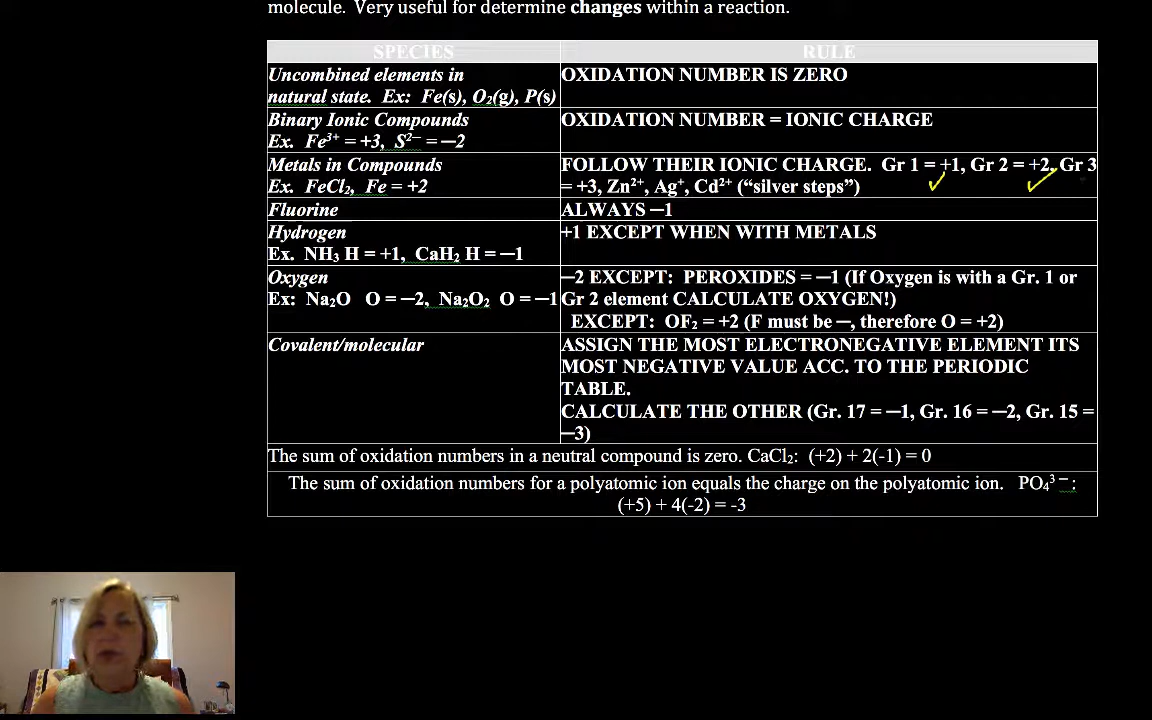 molecule.  Very useful for determine changes within a reaction.
SPECIES RULE
Uncombined elements in OXIDATION NUMBER IS ZERO
natural state.  Ex:  Fe(s), O₂(g), P(s)
Binary Ionic Compounds OXIDATION NUMBER = IONIC CHARGE
Ex.  Fe³⁺ = +3,  S²⁻ = —2
Metals in Compounds FOLLOW THEIR IONIC CHARGE.  Gr 1 = +1, Gr 2 = +2, Gr 3
Ex.  FeCl₂,  Fe = +2 = +3, Zn²⁺, Ag⁺, Cd²⁺ (“silver steps”)
Fluorine ALWAYS —1
Hydrogen +1 EXCEPT WHEN WITH METALS
Ex.  NH₃ H = +1,  CaH₂ H = —1
Oxygen —2 EXCEPT:  PEROXIDES = —1 (If Oxygen is with a Gr. 1 or
Ex:  Na₂O   O = —2,  Na₂O₂  O = —1 Gr 2 element CALCULATE OXYGEN!)
EXCEPT:  OF₂ = +2 (F must be —, therefore O = +2)
Covalent/molecular ASSIGN THE MOST ELECTRONEGATIVE ELEMENT ITS
MOST NEGATIVE VALUE ACC. TO THE PERIODIC
TABLE.
CALCULATE THE OTHER (Gr. 17 = —1, Gr. 16 = —2, Gr. 15 =
—3)
The sum of oxidation numbers in a neutral compound is zero. CaCl₂:  (+2) + 2(-1) = 0
The sum of oxidation numbers for a polyatomic ion equals the charge on the polyatomic ion.   PO₄³⁻ :
(+5) + 4(-2) = -3